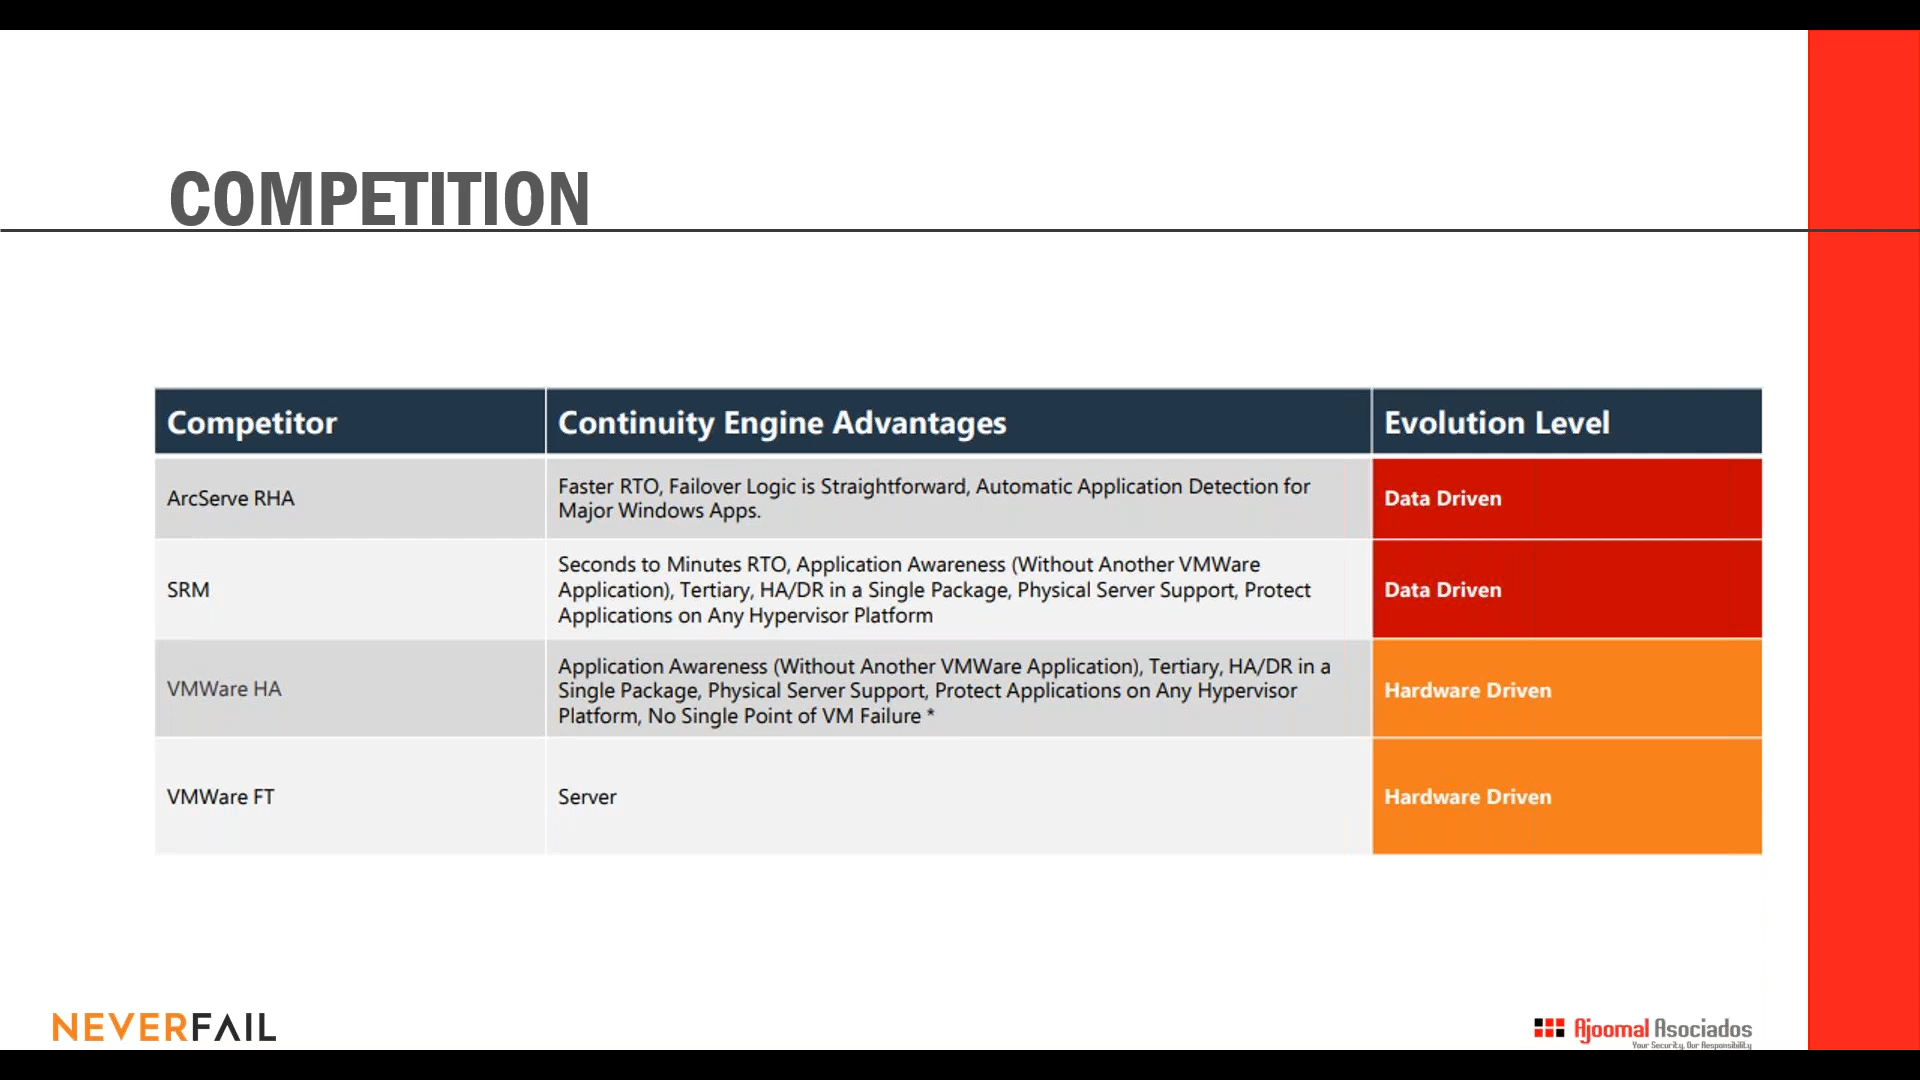 COMPETITION
Competitor
Continuity Engine Advantages
Evolution Level
ArcServe RHA
Faster RTO, Failover Logic is Straightforward, Automatic Application Detection for
Major Windows Apps.
Data Driven
SRM
Seconds to Minutes RTO, Application Awareness (Without Another VMWare
Application), Tertiary, HA/DR in a Single Package, Physical Server Support, Protect
Applications on Any Hypervisor Platform
Data Driven
VMWare HA
Application Awareness (Without Another VMWare Application), Tertiary, HA/DR in a
Single Package, Physical Server Support, Protect Applications on Any Hypervisor
Platform, No Single Point of VM Failure *
Hardware Driven
VMWare FT
Server
Hardware Driven
NEVERFAIL
Ajoomal Asociados
Your Security, Our Responsibility